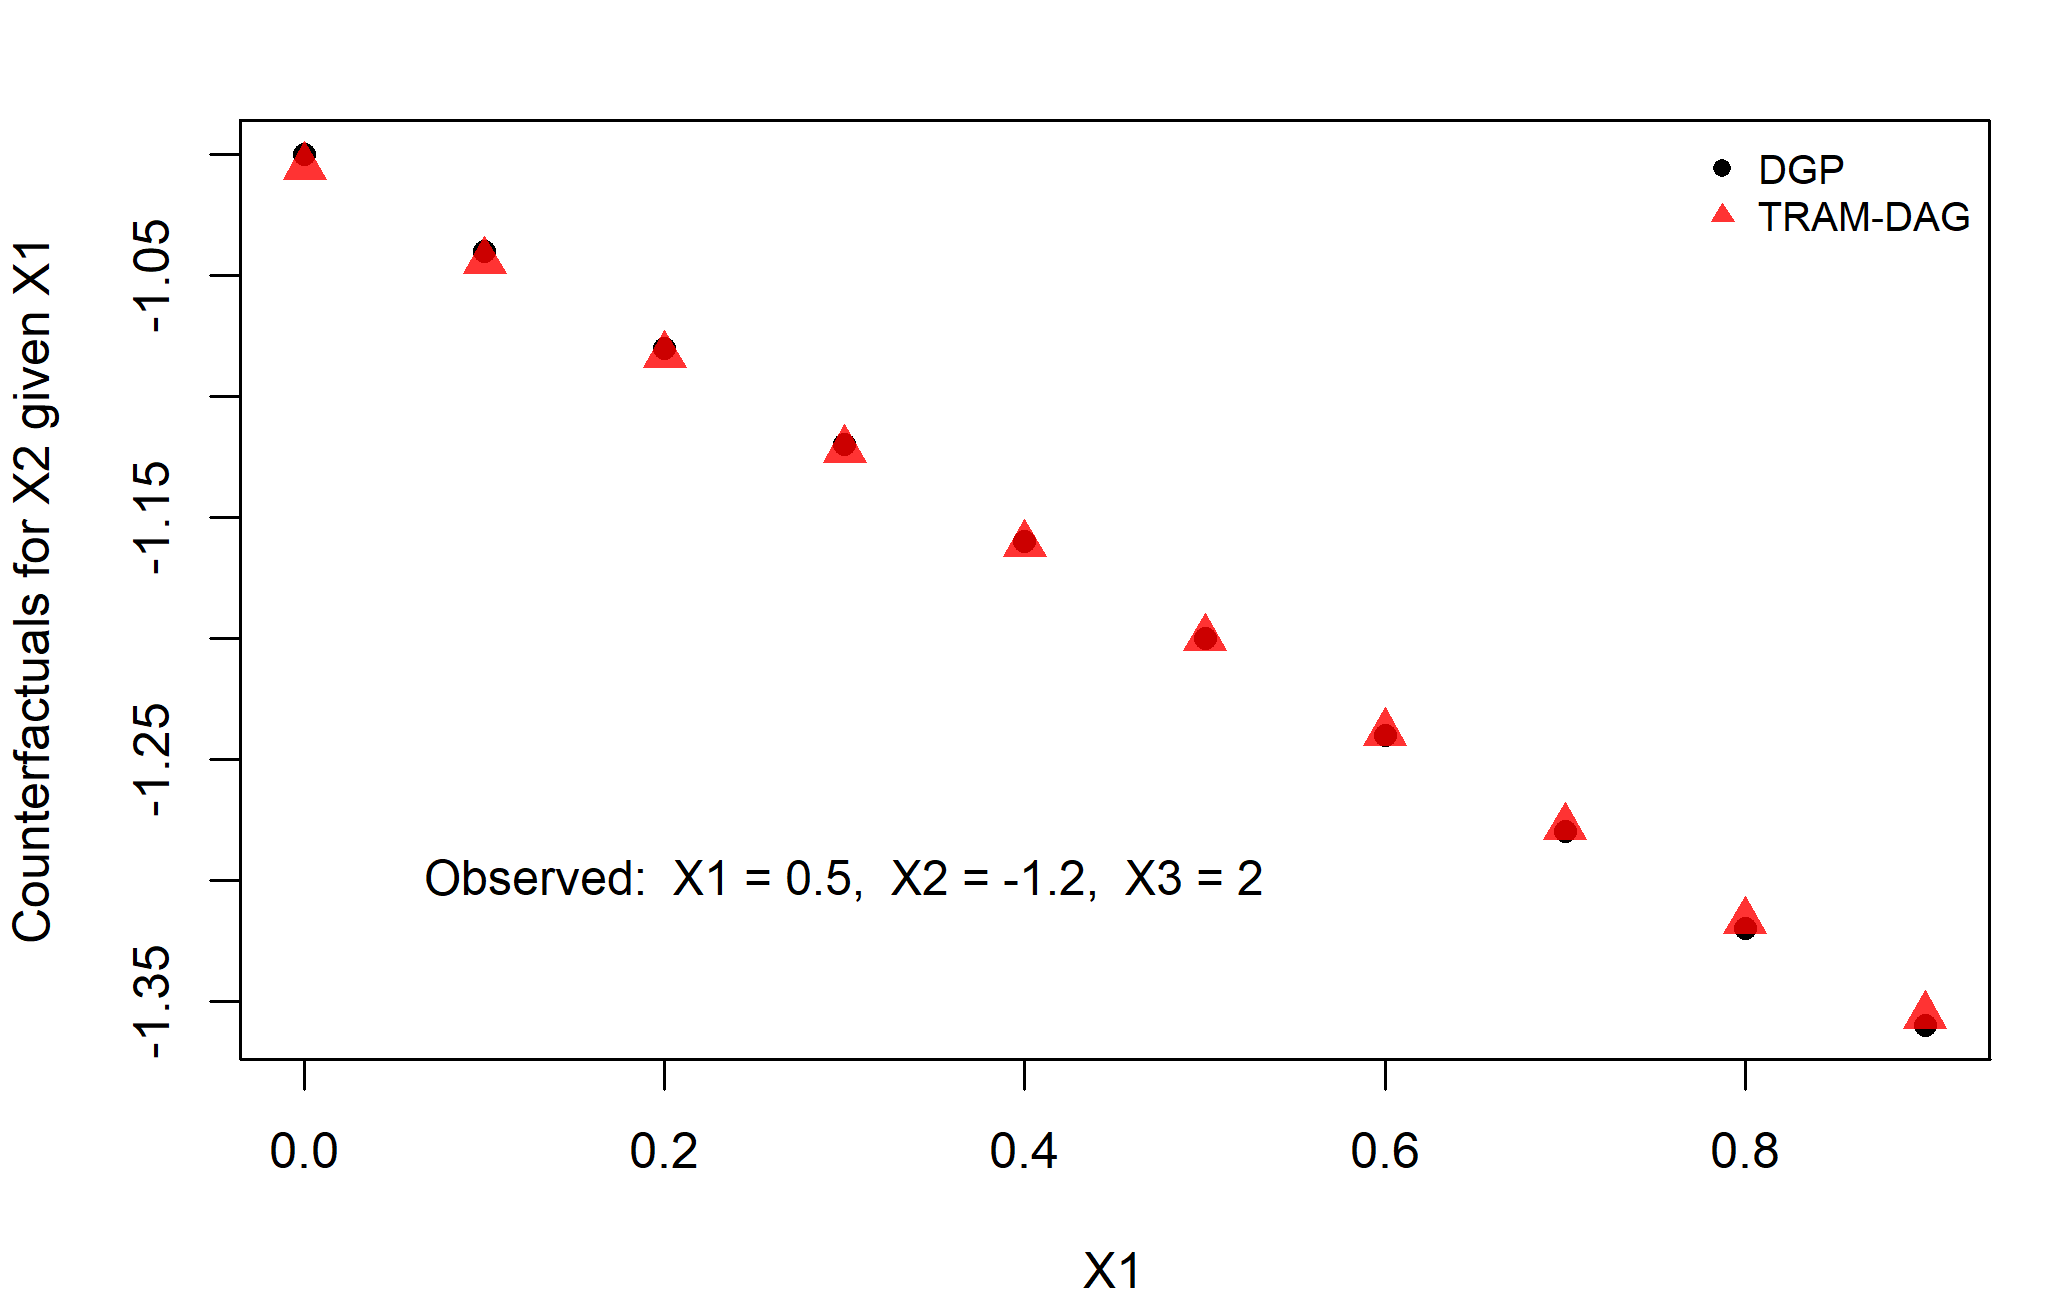 DGP
TRAM-DAG
Counterfactuals for X2 given X1
-1.05
-1.15
-1.25
-1.35
Observed: X1 = 0.5, X2 = -1.2, X3 = 2
0.0 0.2 0.4 0.6 0.8
X1